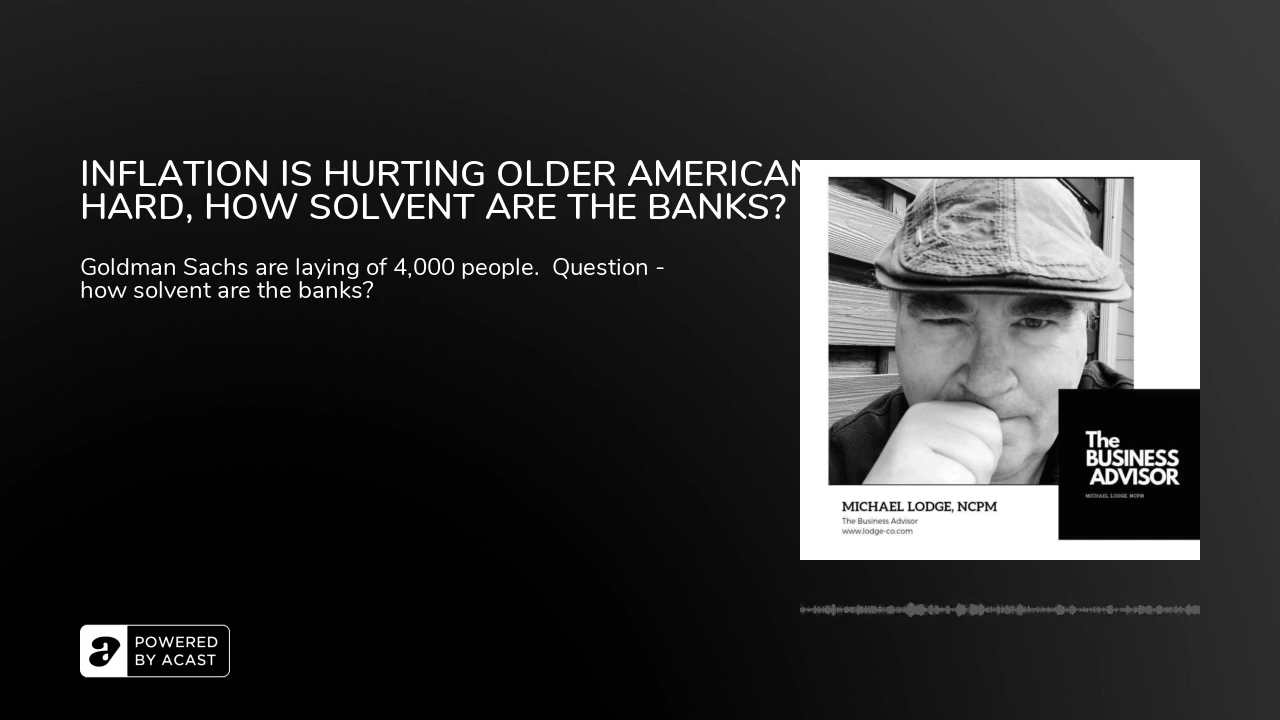 INFLATION IS HURTING OLDER AMERICAN
HARD, HOW SOLVENT ARE THE BANKS?
Goldman Sachs are laying of 4,000 people.  Question -
how solvent are the banks?
The
BUSINESS
ADVISOR
MICHAEL LODGE, NCPM
MICHAEL LODGE, NCPM
The Business Advisor
www.lodge-co.com
a
POWERED
BY ACAST